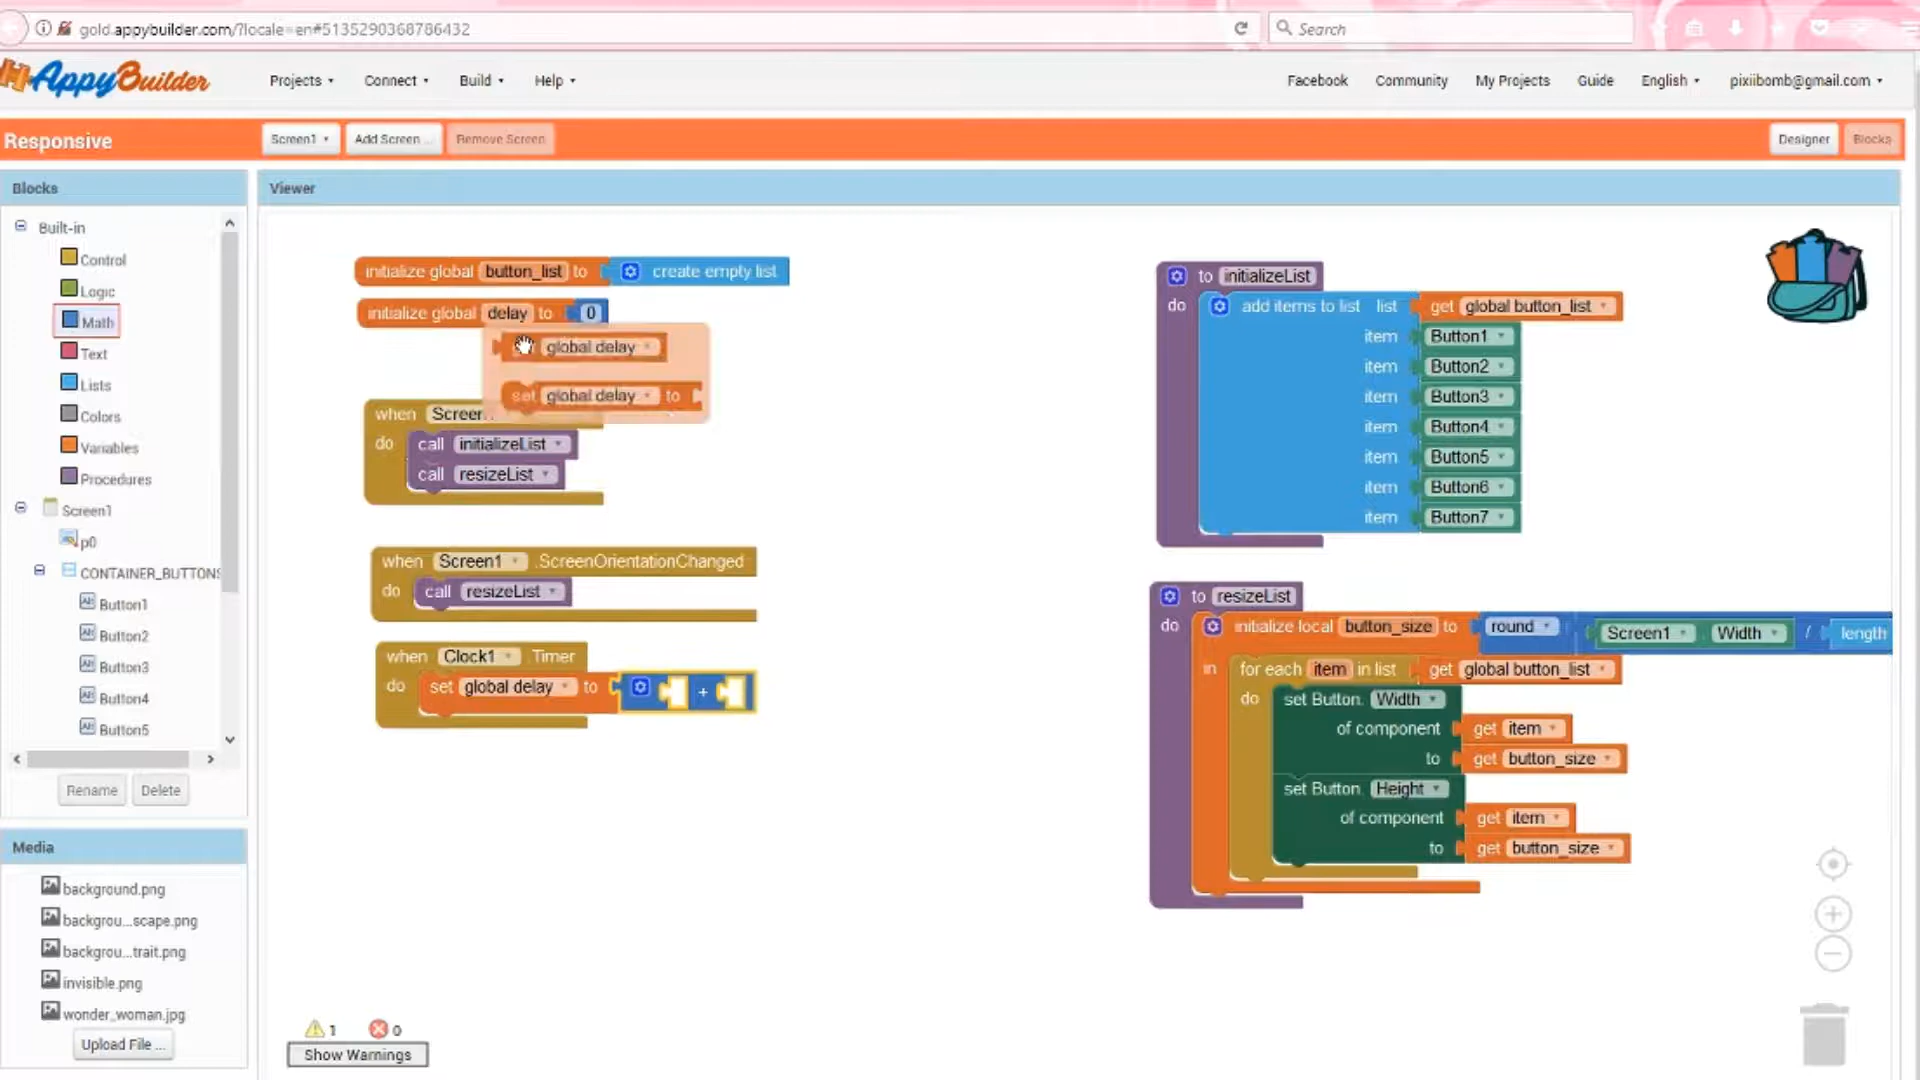 gold.appybuilder.com/?locale=en#5135290368786432
Search
AppyBuilder
Projects
Connect
Build
Help
Facebook
Community
My Projects
Guide
English
pixiibomb@gmail.com
Responsive
Screen1
Add Screen ...
Remove Screen
Designer
Blocks
Blocks
Viewer
Built-in
Control
Logic
Math
Text
Lists
Colors
Variables
Procedures
Screen1
p0
CONTAINER_BUTTONS
Button1
Button2
Button3
Button4
Button5
Rename
Delete
Media
background.png
backgrou...scape.png
backgrou...trait.png
invisible.png
wonder_woman.jpg
Upload File ...
initialize global button_list to create empty list
initialize global delay to 0
global delay
set global delay to
when Screen
do call initializeList
call resizeList
when Screen1 .ScreenOrientationChanged
do call resizeList
when Clock1 .Timer
do set global delay to +
1
0
Show Warnings
to initializeList
do add items to list list get global button_list
item Button1
item Button2
item Button3
item Button4
item Button5
item Button6
item Button7
to resizeList
do initialize local button_size to round Screen1 . Width / length
in for each item in list get global button_list
do set Button. Width
of component get item
to get button_size
set Button. Height
of component get item
to get button_size